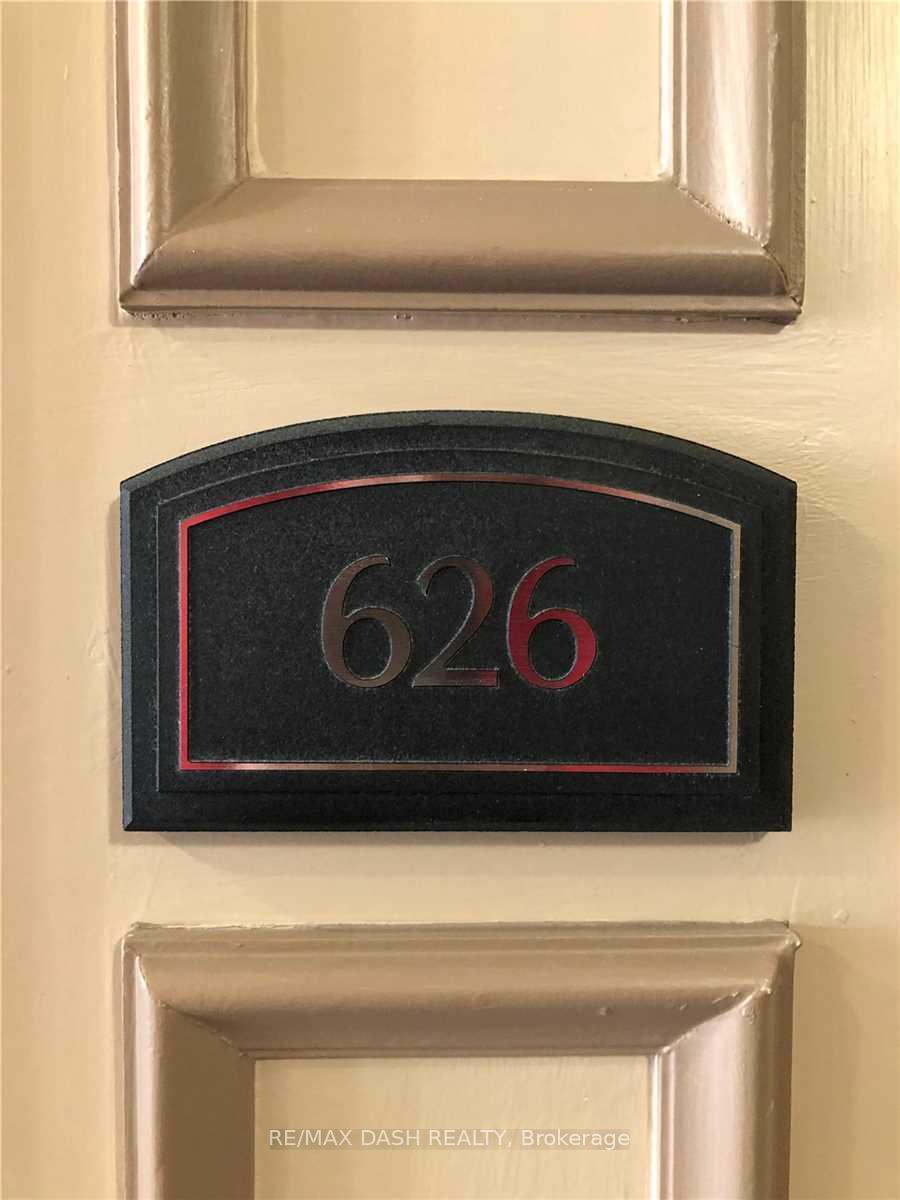 626
RE/MAX DASH REALTY, Brokerage